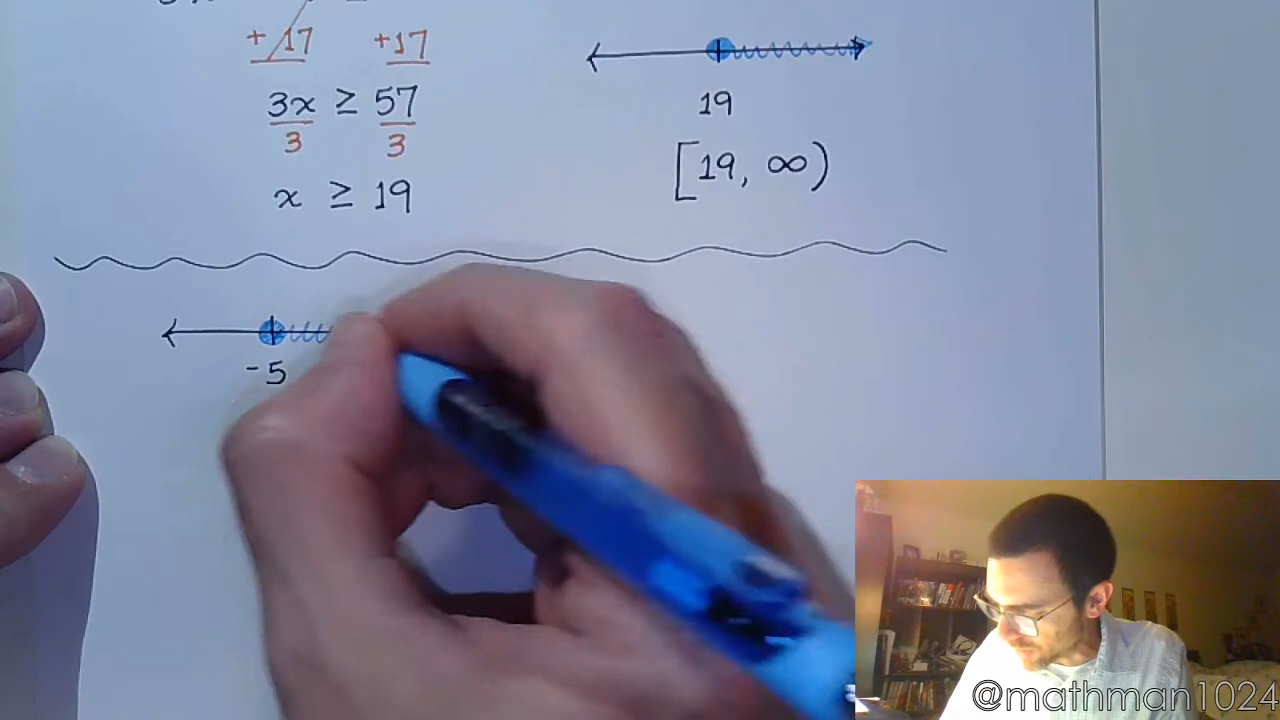 +17 +17
3x ≥ 57
3 3
x ≥ 19
19
[19, ∞)
-5
@mathman1024